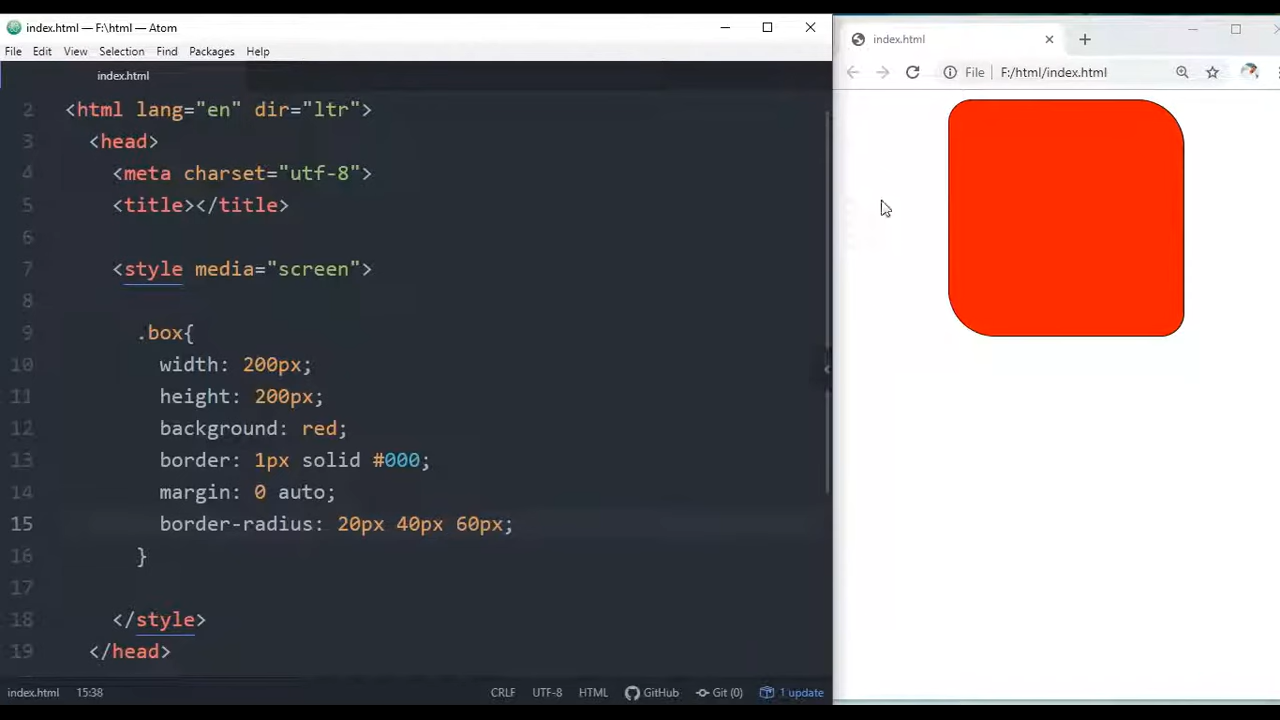 index.html — F:\html — Atom
File Edit View Selection Find Packages Help
index.html
2 <html lang="en" dir="ltr">
3 <head>
4 <meta charset="utf-8">
5 <title></title>
6
7 <style media="screen">
8
9 .box{
10 width: 200px;
11 height: 200px;
12 background: red;
13 border: 1px solid #000;
14 margin: 0 auto;
15 border-radius: 20px 40px 60px;
16 }
17
18 </style>
19 </head>
index.html 15:38 CRLF UTF-8 HTML GitHub Git (0) 1 update
index.html
File F:/html/index.html